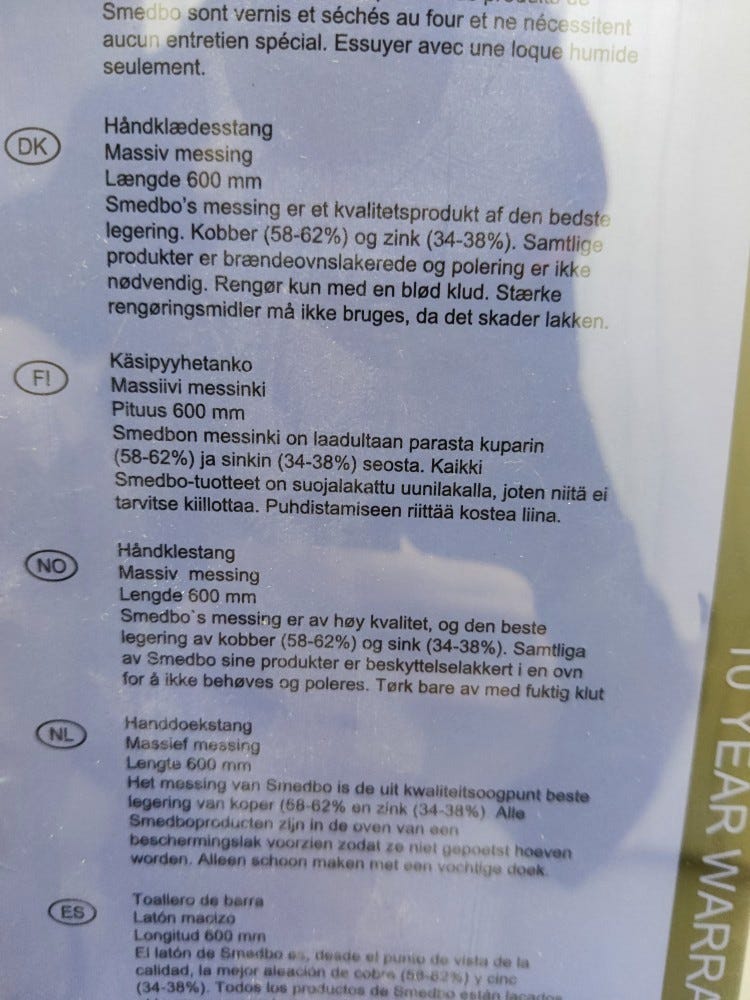 Smedbo sont vernis et séchés au four et ne nécessitent
aucun entretien spécial. Essuyer avec une loque humide
seulement.
DK
Håndklædesstang
Massiv messing
Længde 600 mm
Smedbo's messing er et kvalitetsprodukt af den bedste
legering. Kobber (58-62%) og zink (34-38%). Samtlige
produkter er brændeovnslakerede og polering er ikke
nødvendig. Rengør kun med en blød klud. Stærke
rengøringsmidler må ikke bruges, da det skader lakken.
FI
Käsipyyhetanko
Massiivi messinki
Pituus 600 mm
Smedbon messinki on laadultaan parasta kuparin
(58-62%) ja sinkin (34-38%) seosta. Kaikki
Smedbo-tuotteet on suojalakattu uunilakalla, joten niitä ei
tarvitse kiillottaa. Puhdistamiseen riittää kostea liina.
NO
Håndklestang
Massiv messing
Lengde 600 mm
Smedbo`s messing er av høy kvalitet, og den beste
legering av kobber (58-62%) og sink (34-38%). Samtliga
av Smedbo sine produkter er beskyttelselakkert i en ovn
for å ikke behøves og poleres. Tørk bare av med fuktig klut
NL
Handdoekstang
Massief messing
Lengte 600 mm
Het messing van Smedbo is de uit kwaliteitsoogpunt beste
legering van koper (58-62% en zink (34-38%) Alle
Smedboproducten zijn in de oven van een
beschermingslak voorzien zodat ze niet gepoetst hoeven
worden. Alleen schoon maken met een vochtige doek.
ES
Toallero de barra
Latón macizo
Longitud 600 mm
El latón de Smedbo es, desde el punto de vista de la
calidad, la mejor aleación de cobre (58-62%) y cinc
(34-38%). Todos los productos de Smedbo están lacados
10 YEAR WARRA